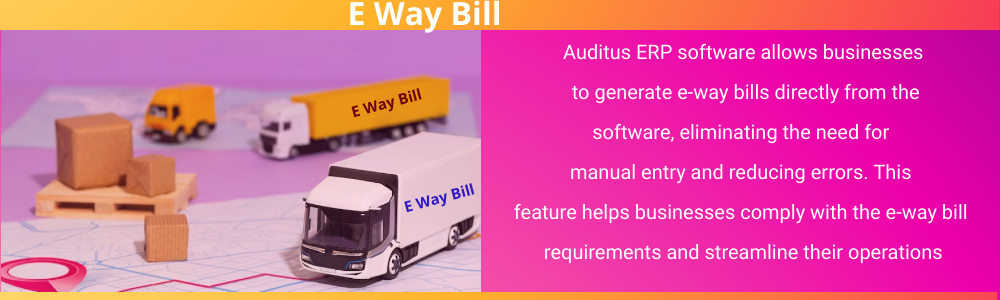 E Way Bill
E Way Bill
E Way Bill
Auditus ERP software allows businesses
to generate e-way bills directly from the
software, eliminating the need for
manual entry and reducing errors. This
feature helps businesses comply with the e-way bill
requirements and streamline their operations